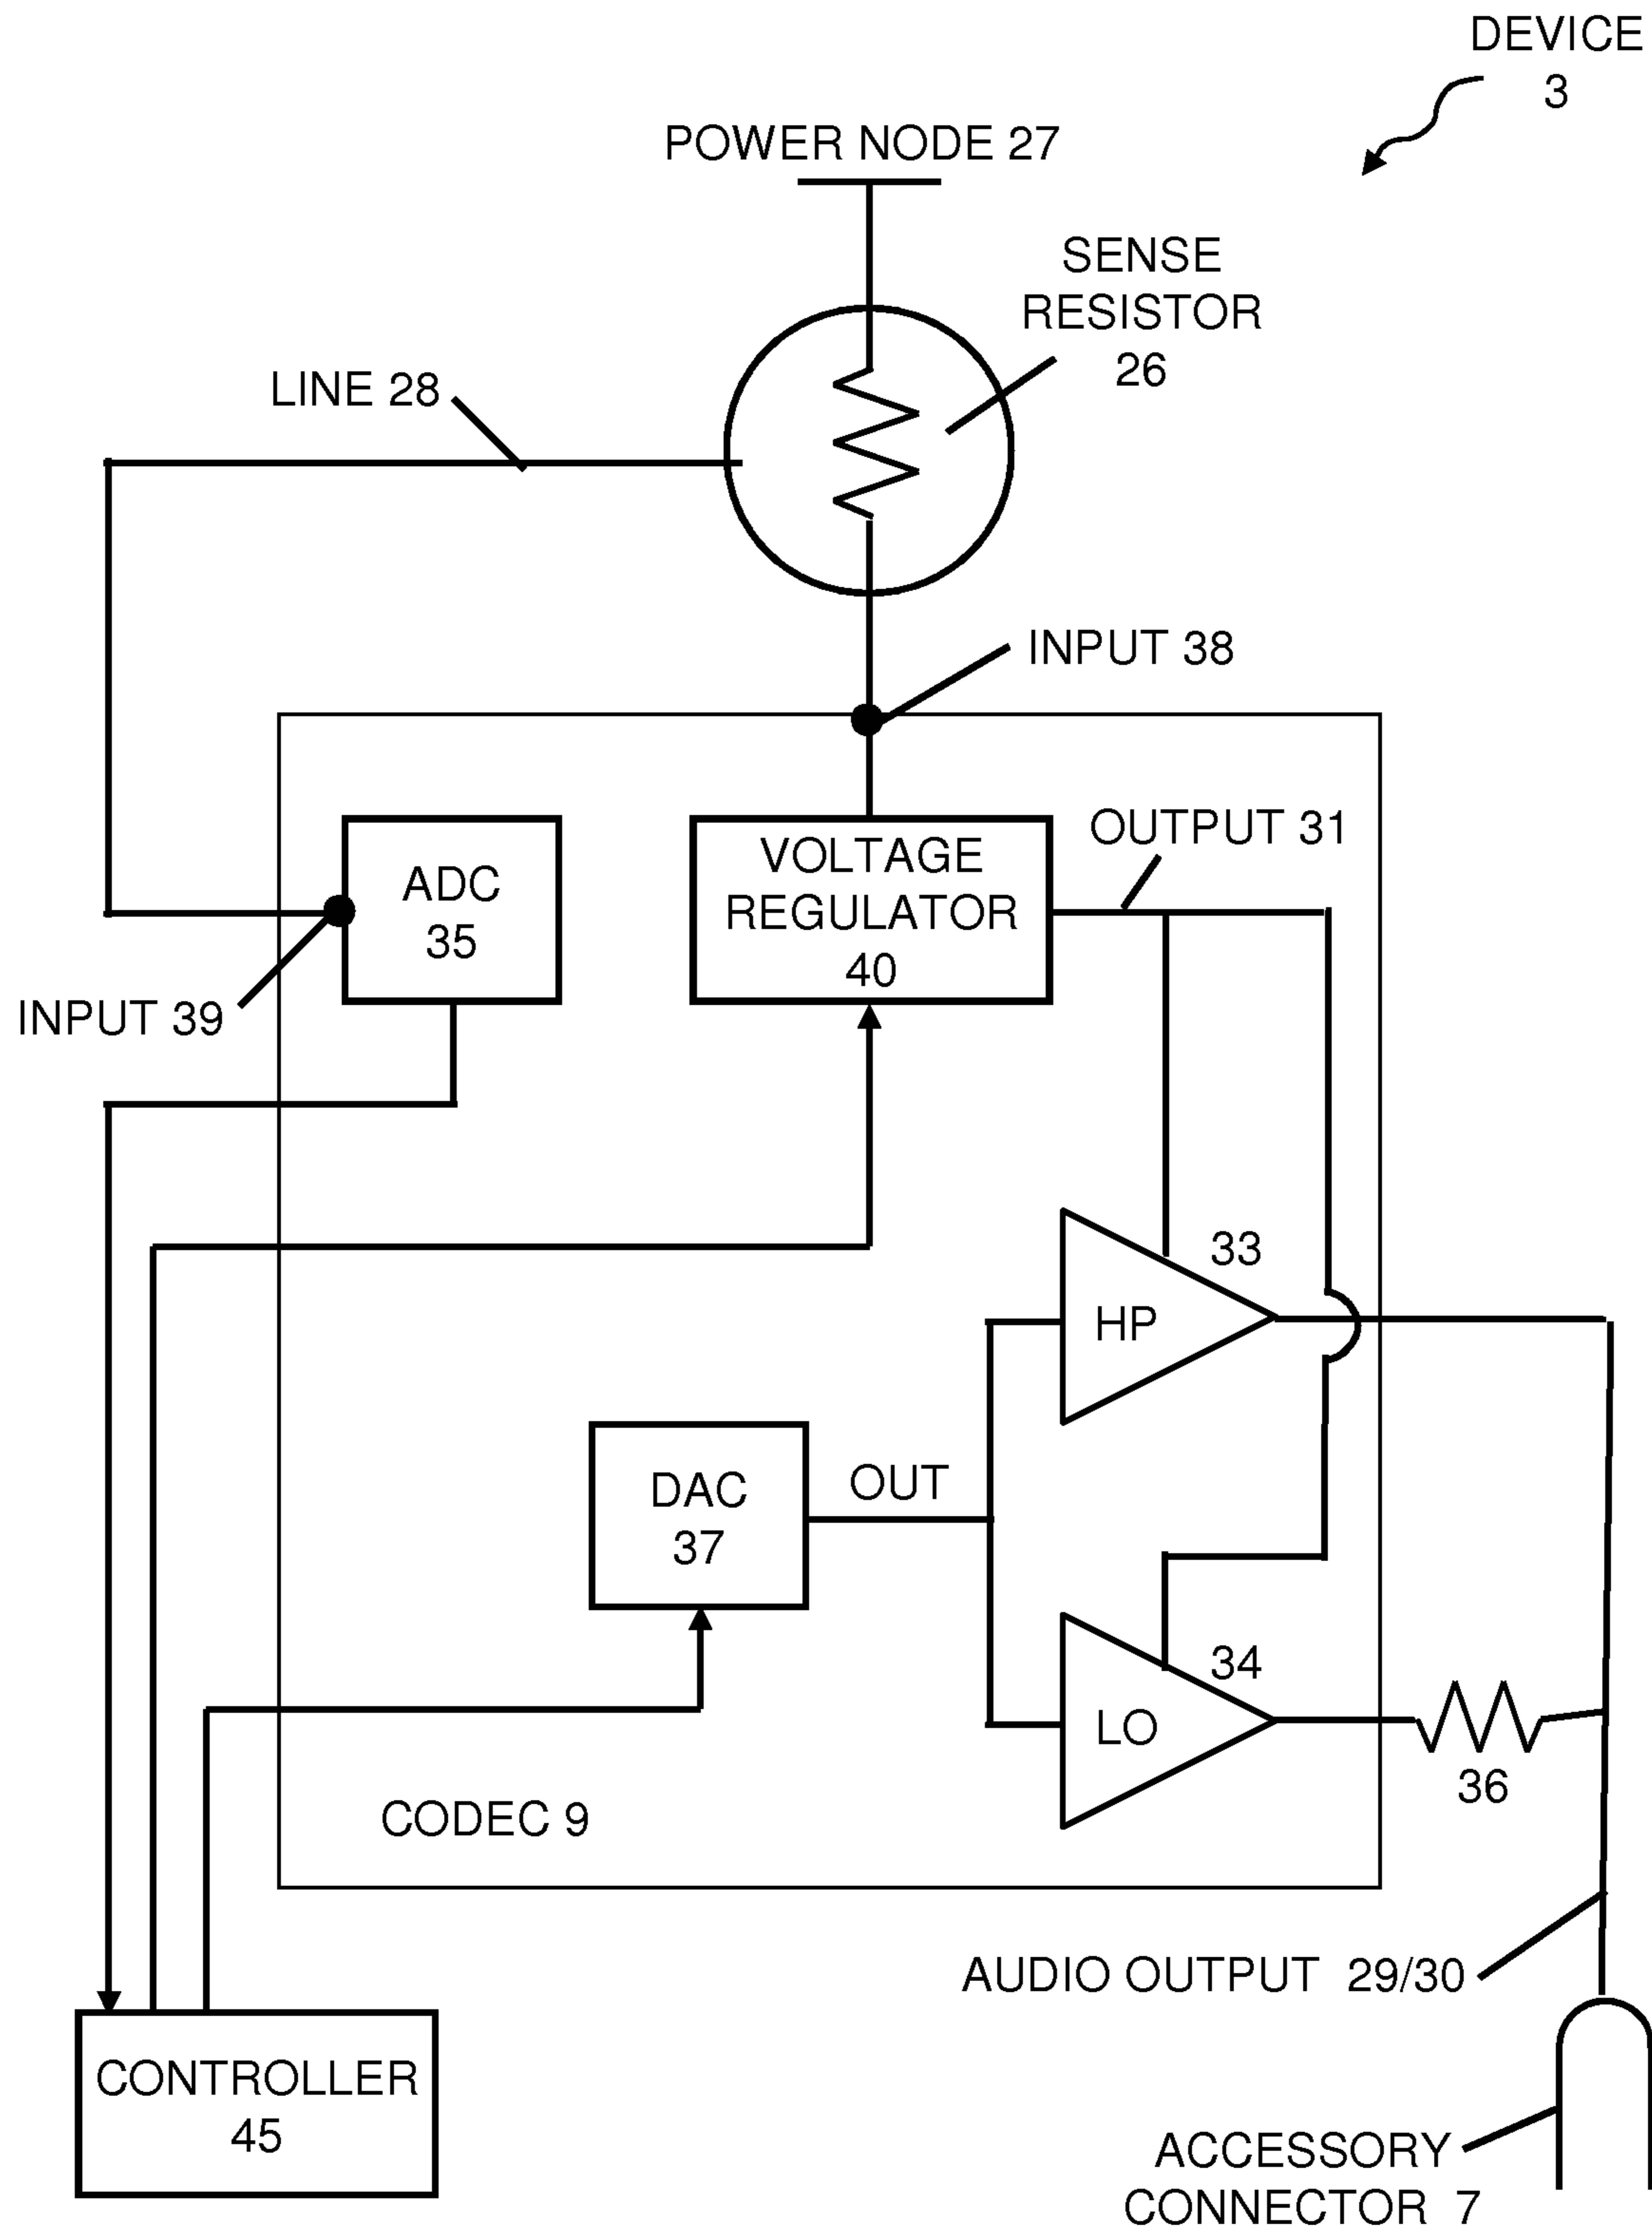 DEVICE
3
POWER NODE 27
SENSE
RESISTOR
26
LINE 28
INPUT 38
OUTPUT 31
VOLTAGE
REGULATOR
40
ADC
35
INPUT 39
33
HP
DAC
37
OUT
34
LO
36
CODEC 9
AUDIO OUTPUT 29/30
CONTROLLER
45
ACCESSORY
CONNECTOR 7